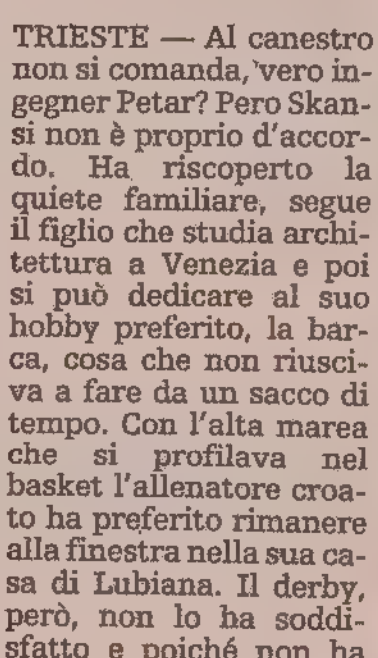 TRIESTE — Al canestro
non si comanda, vero in-
gegner Petar? Pero Skan-
si non è proprio d'accor-
do. Ha riscoperto la
quiete familiare, segue
il figlio che studia archi-
tettura a Venezia e poi
si può dedicare al suo
hobby preferito, la bar-
ca, cosa che non riusci-
va a fare da un sacco di
tempo. Con l'alta marea
che si profilava nel
basket l'allenatore croa-
to ha preferito rimanere
alla finestra nella sua ca-
sa di Lubiana. Il derby,
però, non lo ha soddi-
sfatto e poiché non ha